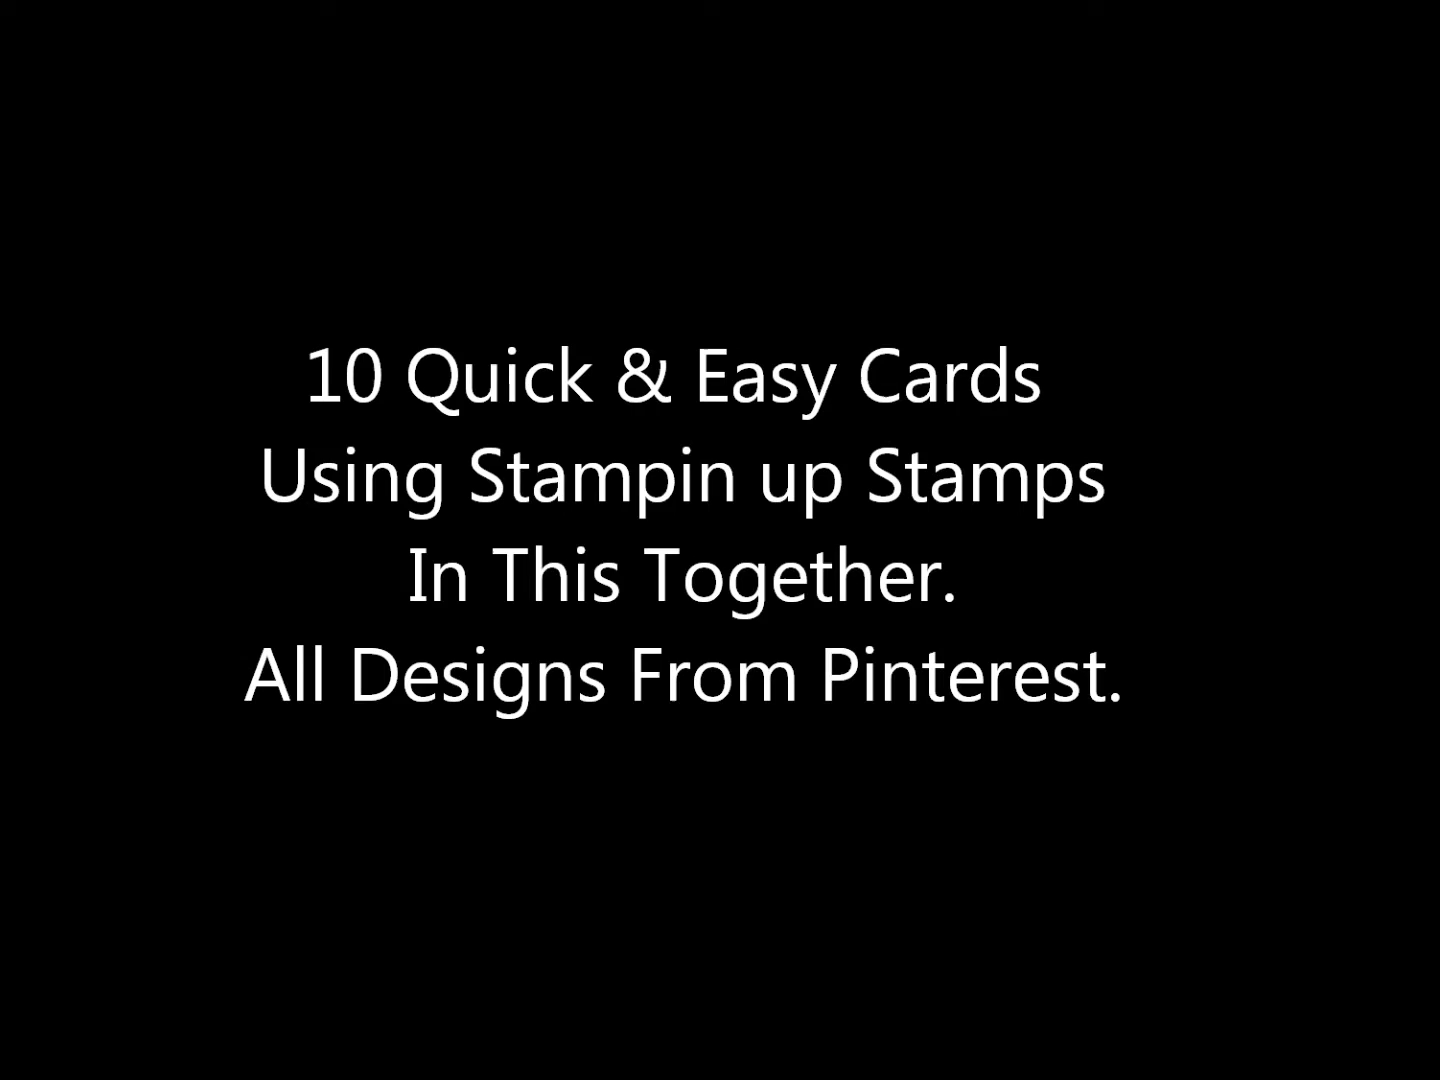 10 Quick & Easy Cards
Using Stampin up Stamps
In This Together.
All Designs From Pinterest.